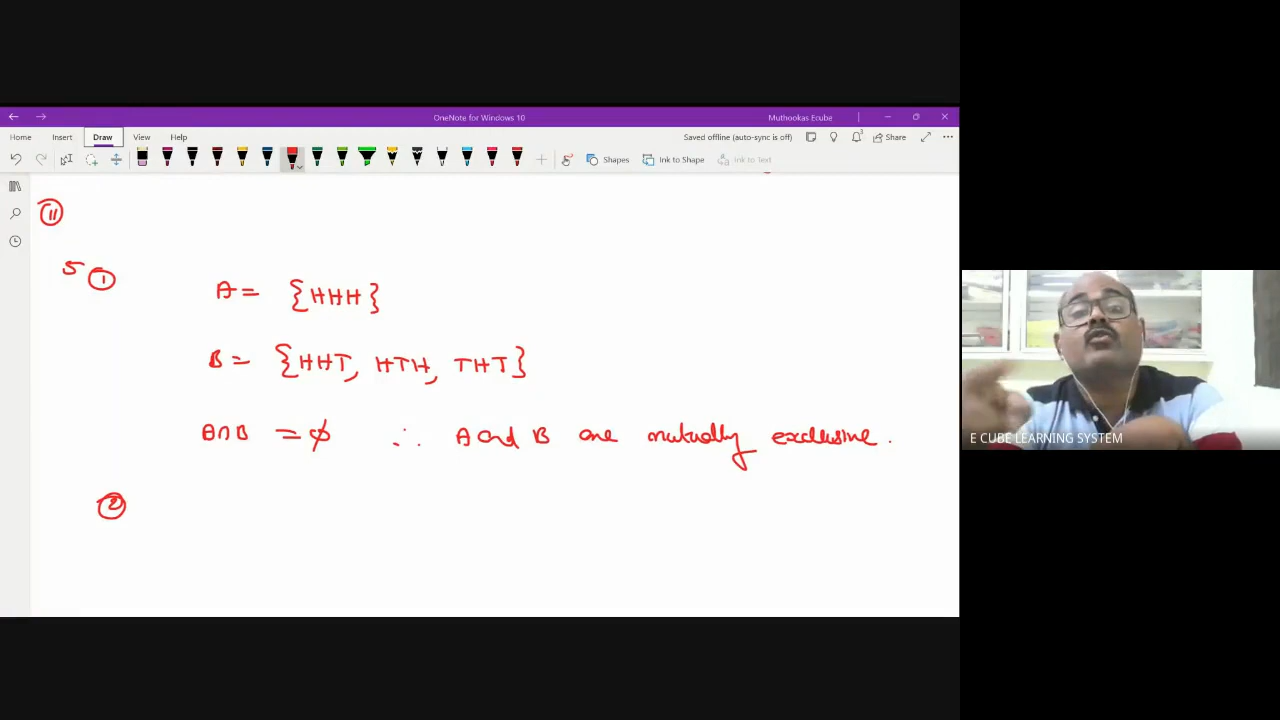 OneNote for Windows 10
Muthookas Ecube
Home Insert Draw View Help
Saved offline (auto-sync is off)
Share
Shapes
Ink to Shape
Ink to Text
11
5 1
A = {HHH}
B = {HHT, HTH, THT}
A∩B = ϕ ∴ A and B are mutually exclusive.
2
E CUBE LEARNING SYSTEM